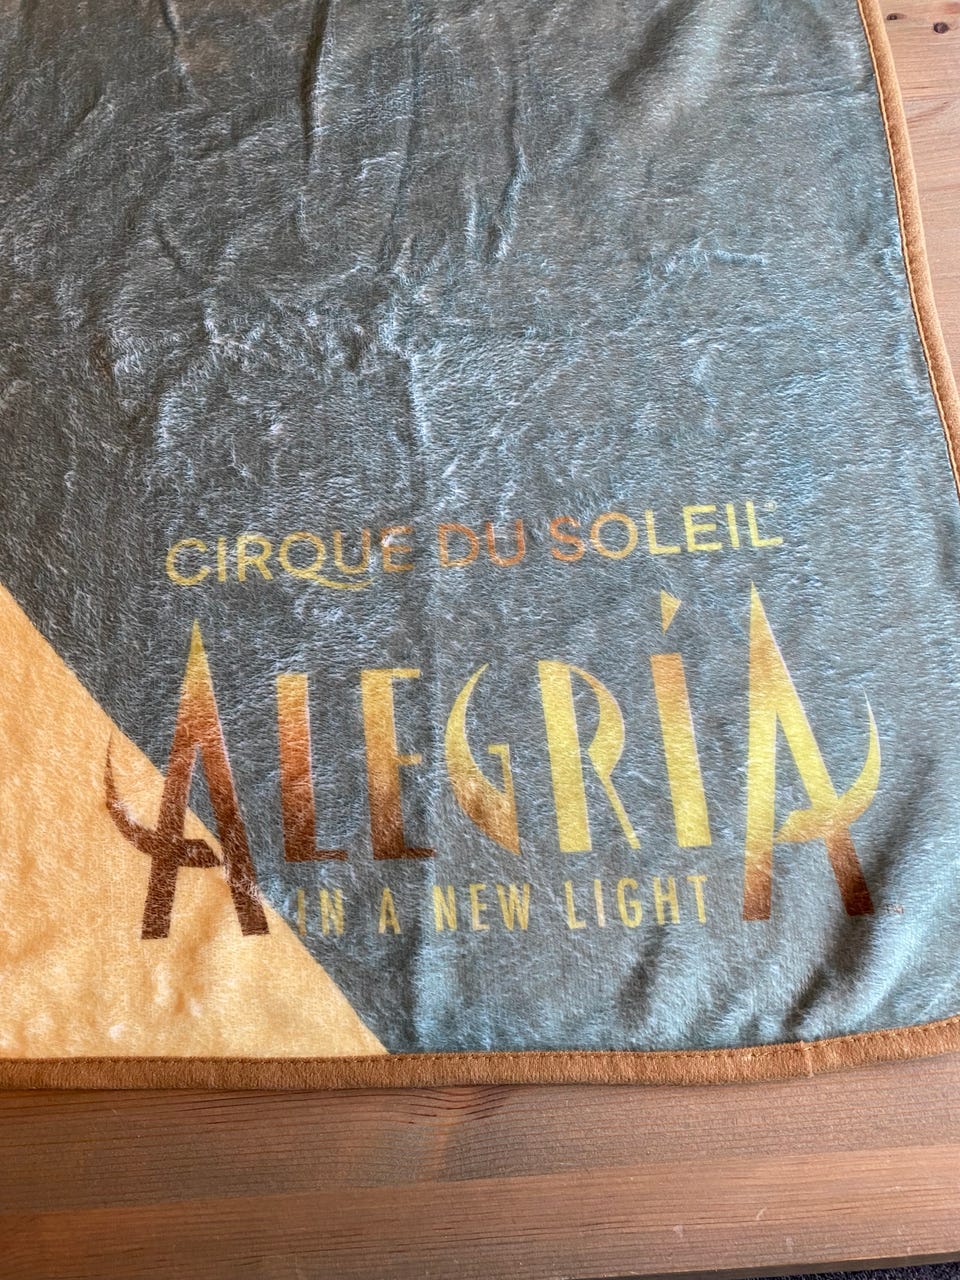 CIRQUE DU SOLEIL®
ALEGRÍA
IN A NEW LIGHT